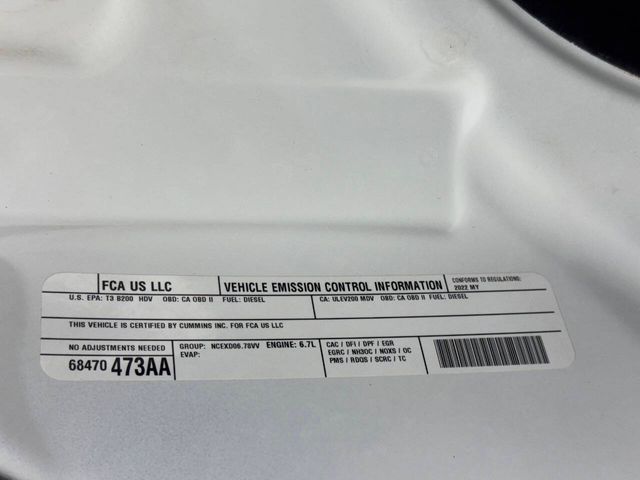 FCA US LLC
VEHICLE EMISSION CONTROL INFORMATION
CONFORMS TO REGULATIONS:
2022 MY
U.S. EPA: T3 B200 HDV OBD: CA OBD II FUEL: DIESEL
CA: ULEV200 MDV OBD: CA OBD II FUEL: DIESEL
THIS VEHICLE IS CERTIFIED BY CUMMINS INC. FOR FCA US LLC
NO ADJUSTMENTS NEEDED
68470 473AA
GROUP: NCEXD06.78VV ENGINE: 6.7L
EVAP:
CAC / DFI / DPF / EGR
EGRC / NH3OC / NOXS / OC
PMS / RDQS / SCRC / TC